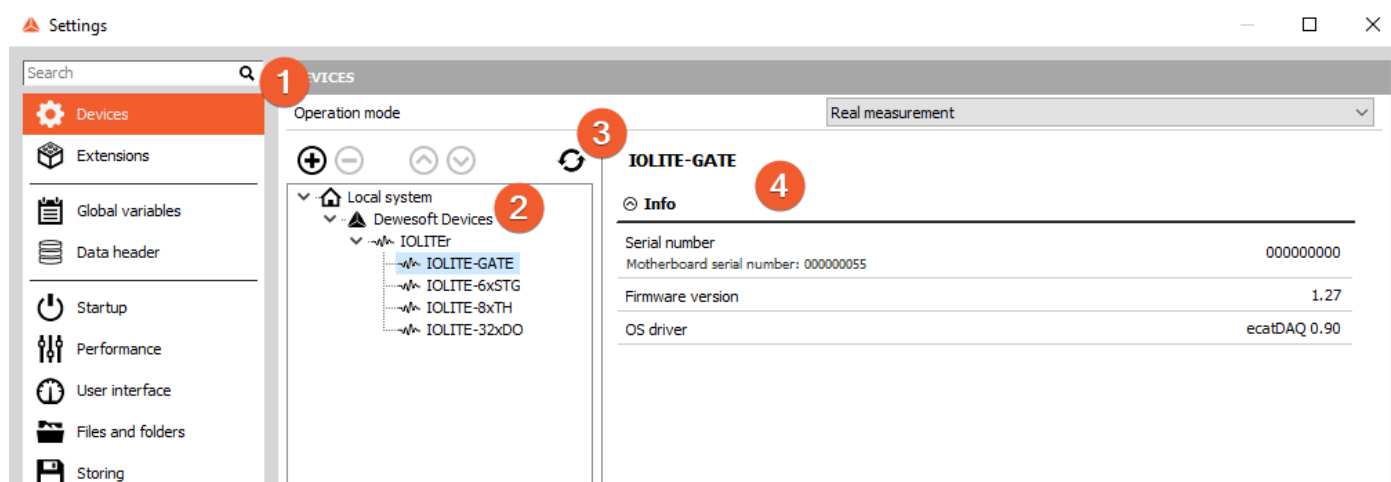 Settings
Search
1
EVICES
Devices
Operation mode
Real measurement
Extensions
3
IOLITE-GATE
4
Global variables
Local system
2
Info
Dewesoft Devices
IOLITEr
Data header
IOLITE-GATE
Serial number
000000000
Motherboard serial number: 000000055
IOLITE-6xSTG
Firmware version
1.27
Startup
IOLITE-8xTH
IOLITE-32xDO
OS driver
ecatDAQ 0.90
Performance
User interface
Files and folders
Storing